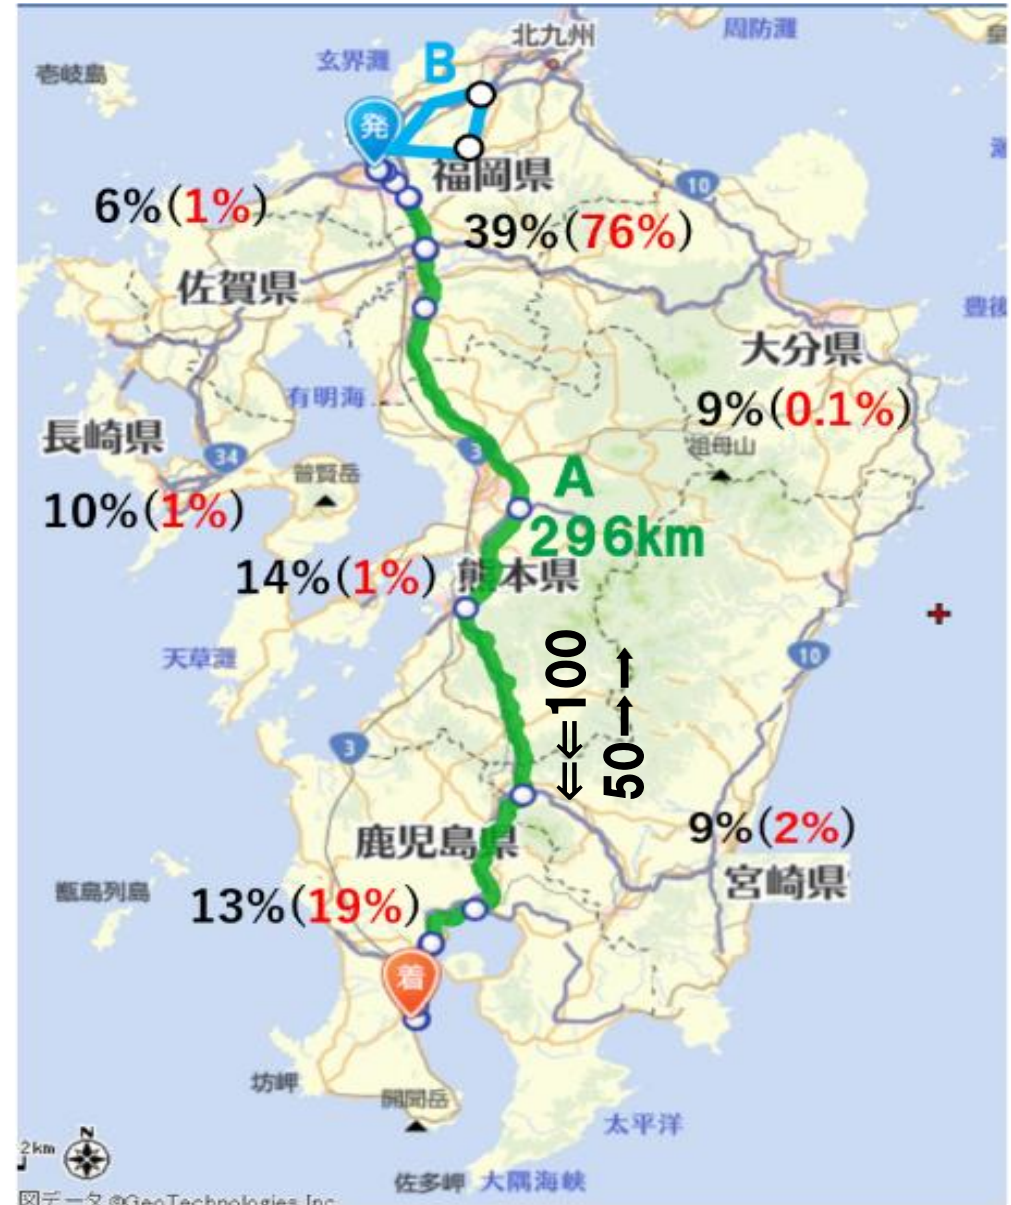 周防灘
北九州
玄界灘
B
壱岐島
発
福岡県
10
6%(1%)
39%(76%)
佐賀県
豊後
大分県
有明海
9%(0.1%)
長崎県
3
祖母山
34
普賢岳
A
10%(1%)
296km
14%(1%)
熊本県
⇐⇐100
50→→
天草灘
10
3
9%(2%)
鹿児島県
宮崎県
甑島列島
13%(19%)
着
坊岬
開聞岳
太平洋
N
2km
佐多岬
大隅海峡
図データ ©GeoTechnologies, Inc.